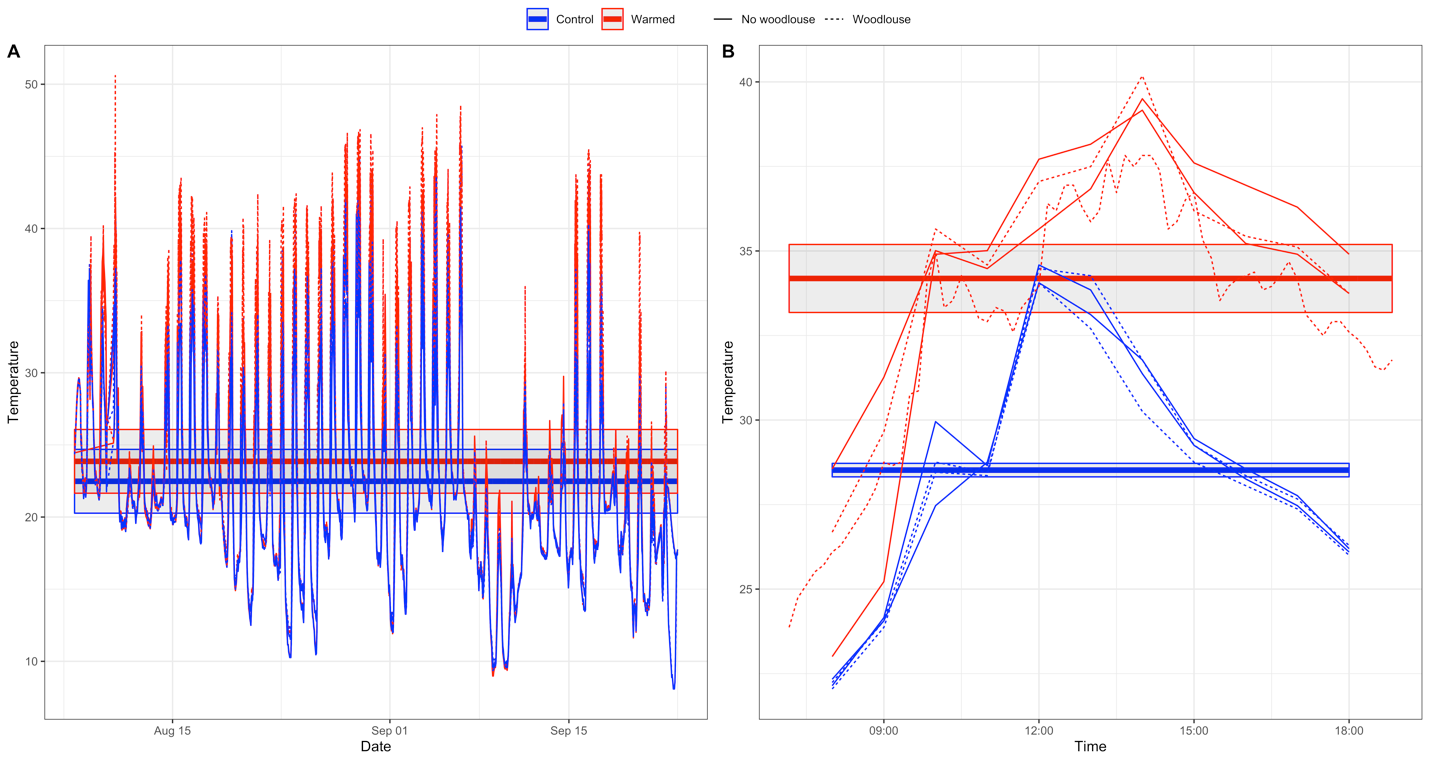 Control Warmed No woodlouse Woodlouse
A
B
50
40
30
20
10
Temperature
Aug 15 Sep 01 Sep 15
Date
40
35
30
25
Temperature
09:00 12:00 15:00 18:00
Time